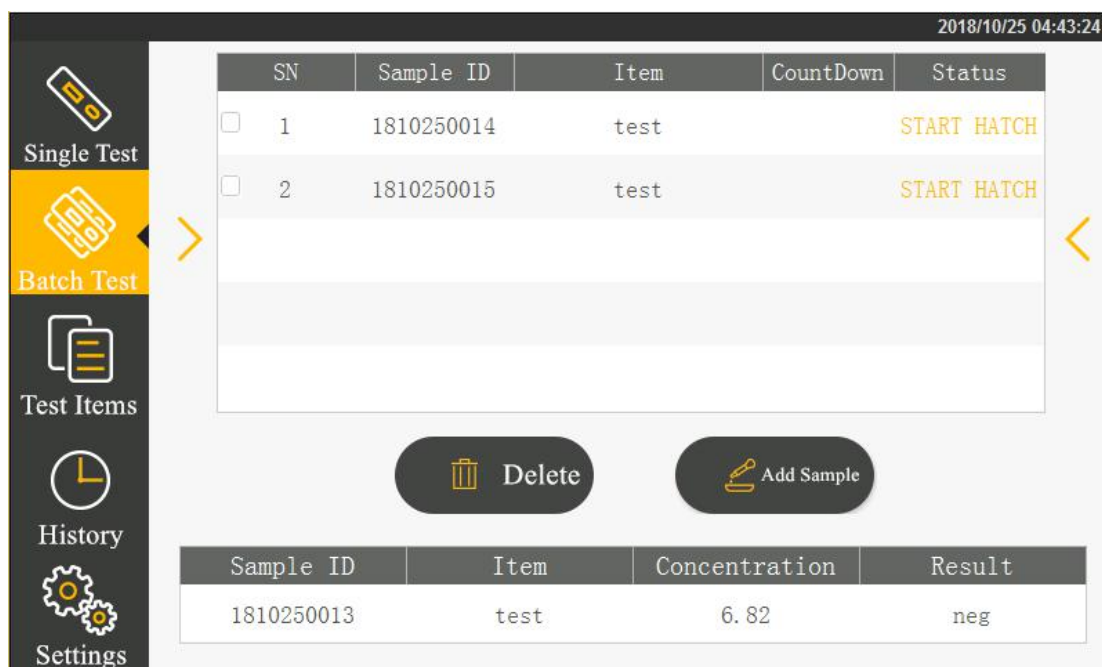 2018/10/25 04:43:24
Single Test
Batch Test
Test Items
History
Settings
SN Sample ID Item CountDown Status
1 1810250014 test START HATCH
2 1810250015 test START HATCH
Delete Add Sample
Sample ID Item Concentration Result
1810250013 test 6.82 neg